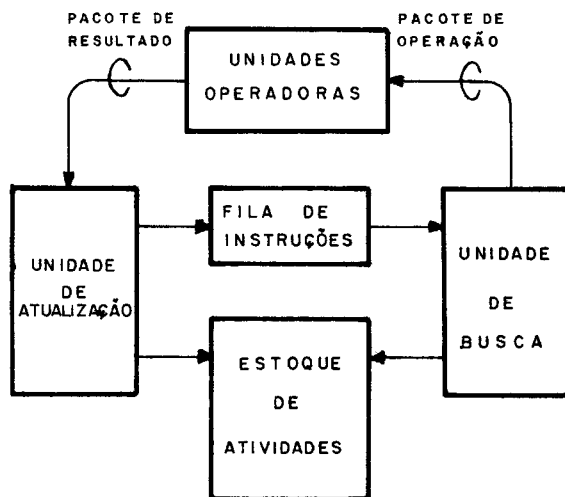 PACOTE DE
RESULTADO
PACOTE DE
OPERAÇÃO
UNIDADES
OPERADORAS
FILA DE
INSTRUÇÕES
UNIDADE
DE
ATUALIZAÇÃO
UNIDADE
DE
BUSCA
ESTOQUE
DE
ATIVIDADES